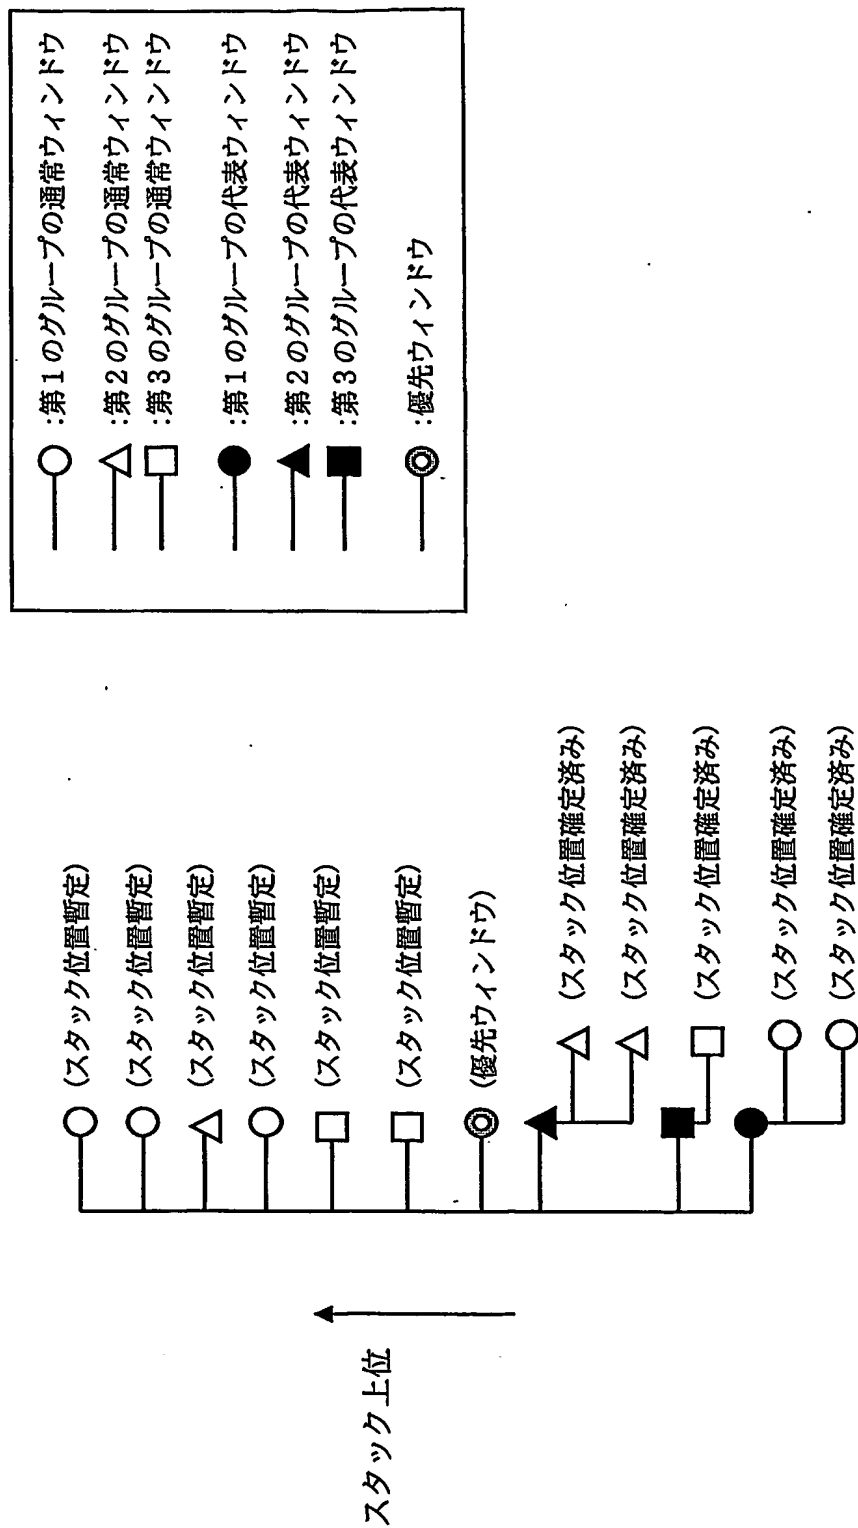 :第1のグループの通常ウィンドウ
:第2のグループの通常ウィンドウ
:第3のグループの通常ウィンドウ
:第1のグループの代表ウィンドウ
:第2のグループの代表ウィンドウ
:第3のグループの代表ウィンドウ
:優先ウィンドウ
(スタック位置暫定)
(スタック位置暫定)
(スタック位置暫定)
(スタック位置暫定)
(スタック位置暫定)
(スタック位置暫定)
(優先ウィンドウ)
(スタック位置確定済み)
(スタック位置確定済み)
(スタック位置確定済み)
(スタック位置確定済み)
(スタック位置確定済み)
スタック上位